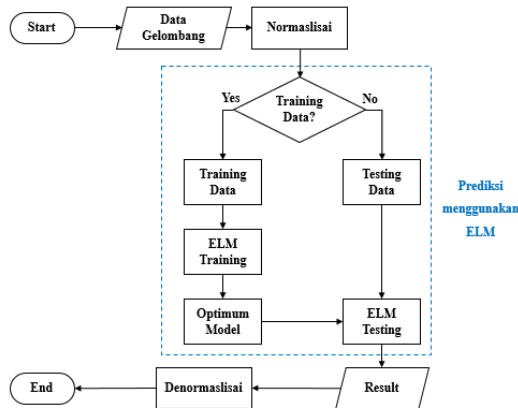 Start
Data
Gelombang
Normaslisai
Yes
Training
Data?
No
Training
Data
Testing
Data
Prediksi
menggunakan
ELM
ELM
Training
Optimum
Model
ELM
Testing
End
Denormaslisai
Result